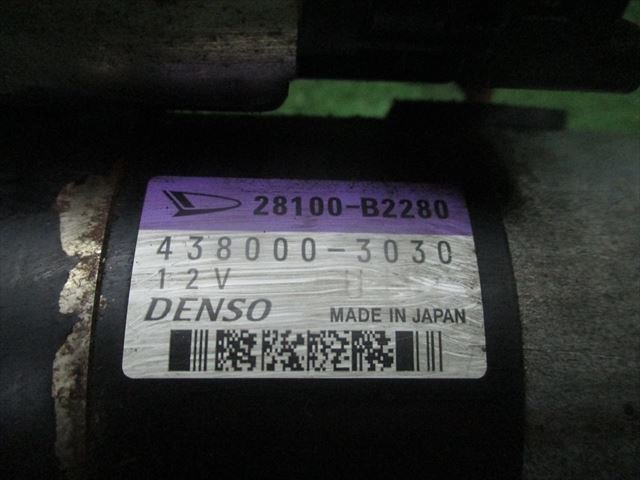 28100-B2280
438000-3030
12V
DENSO MADE IN JAPAN